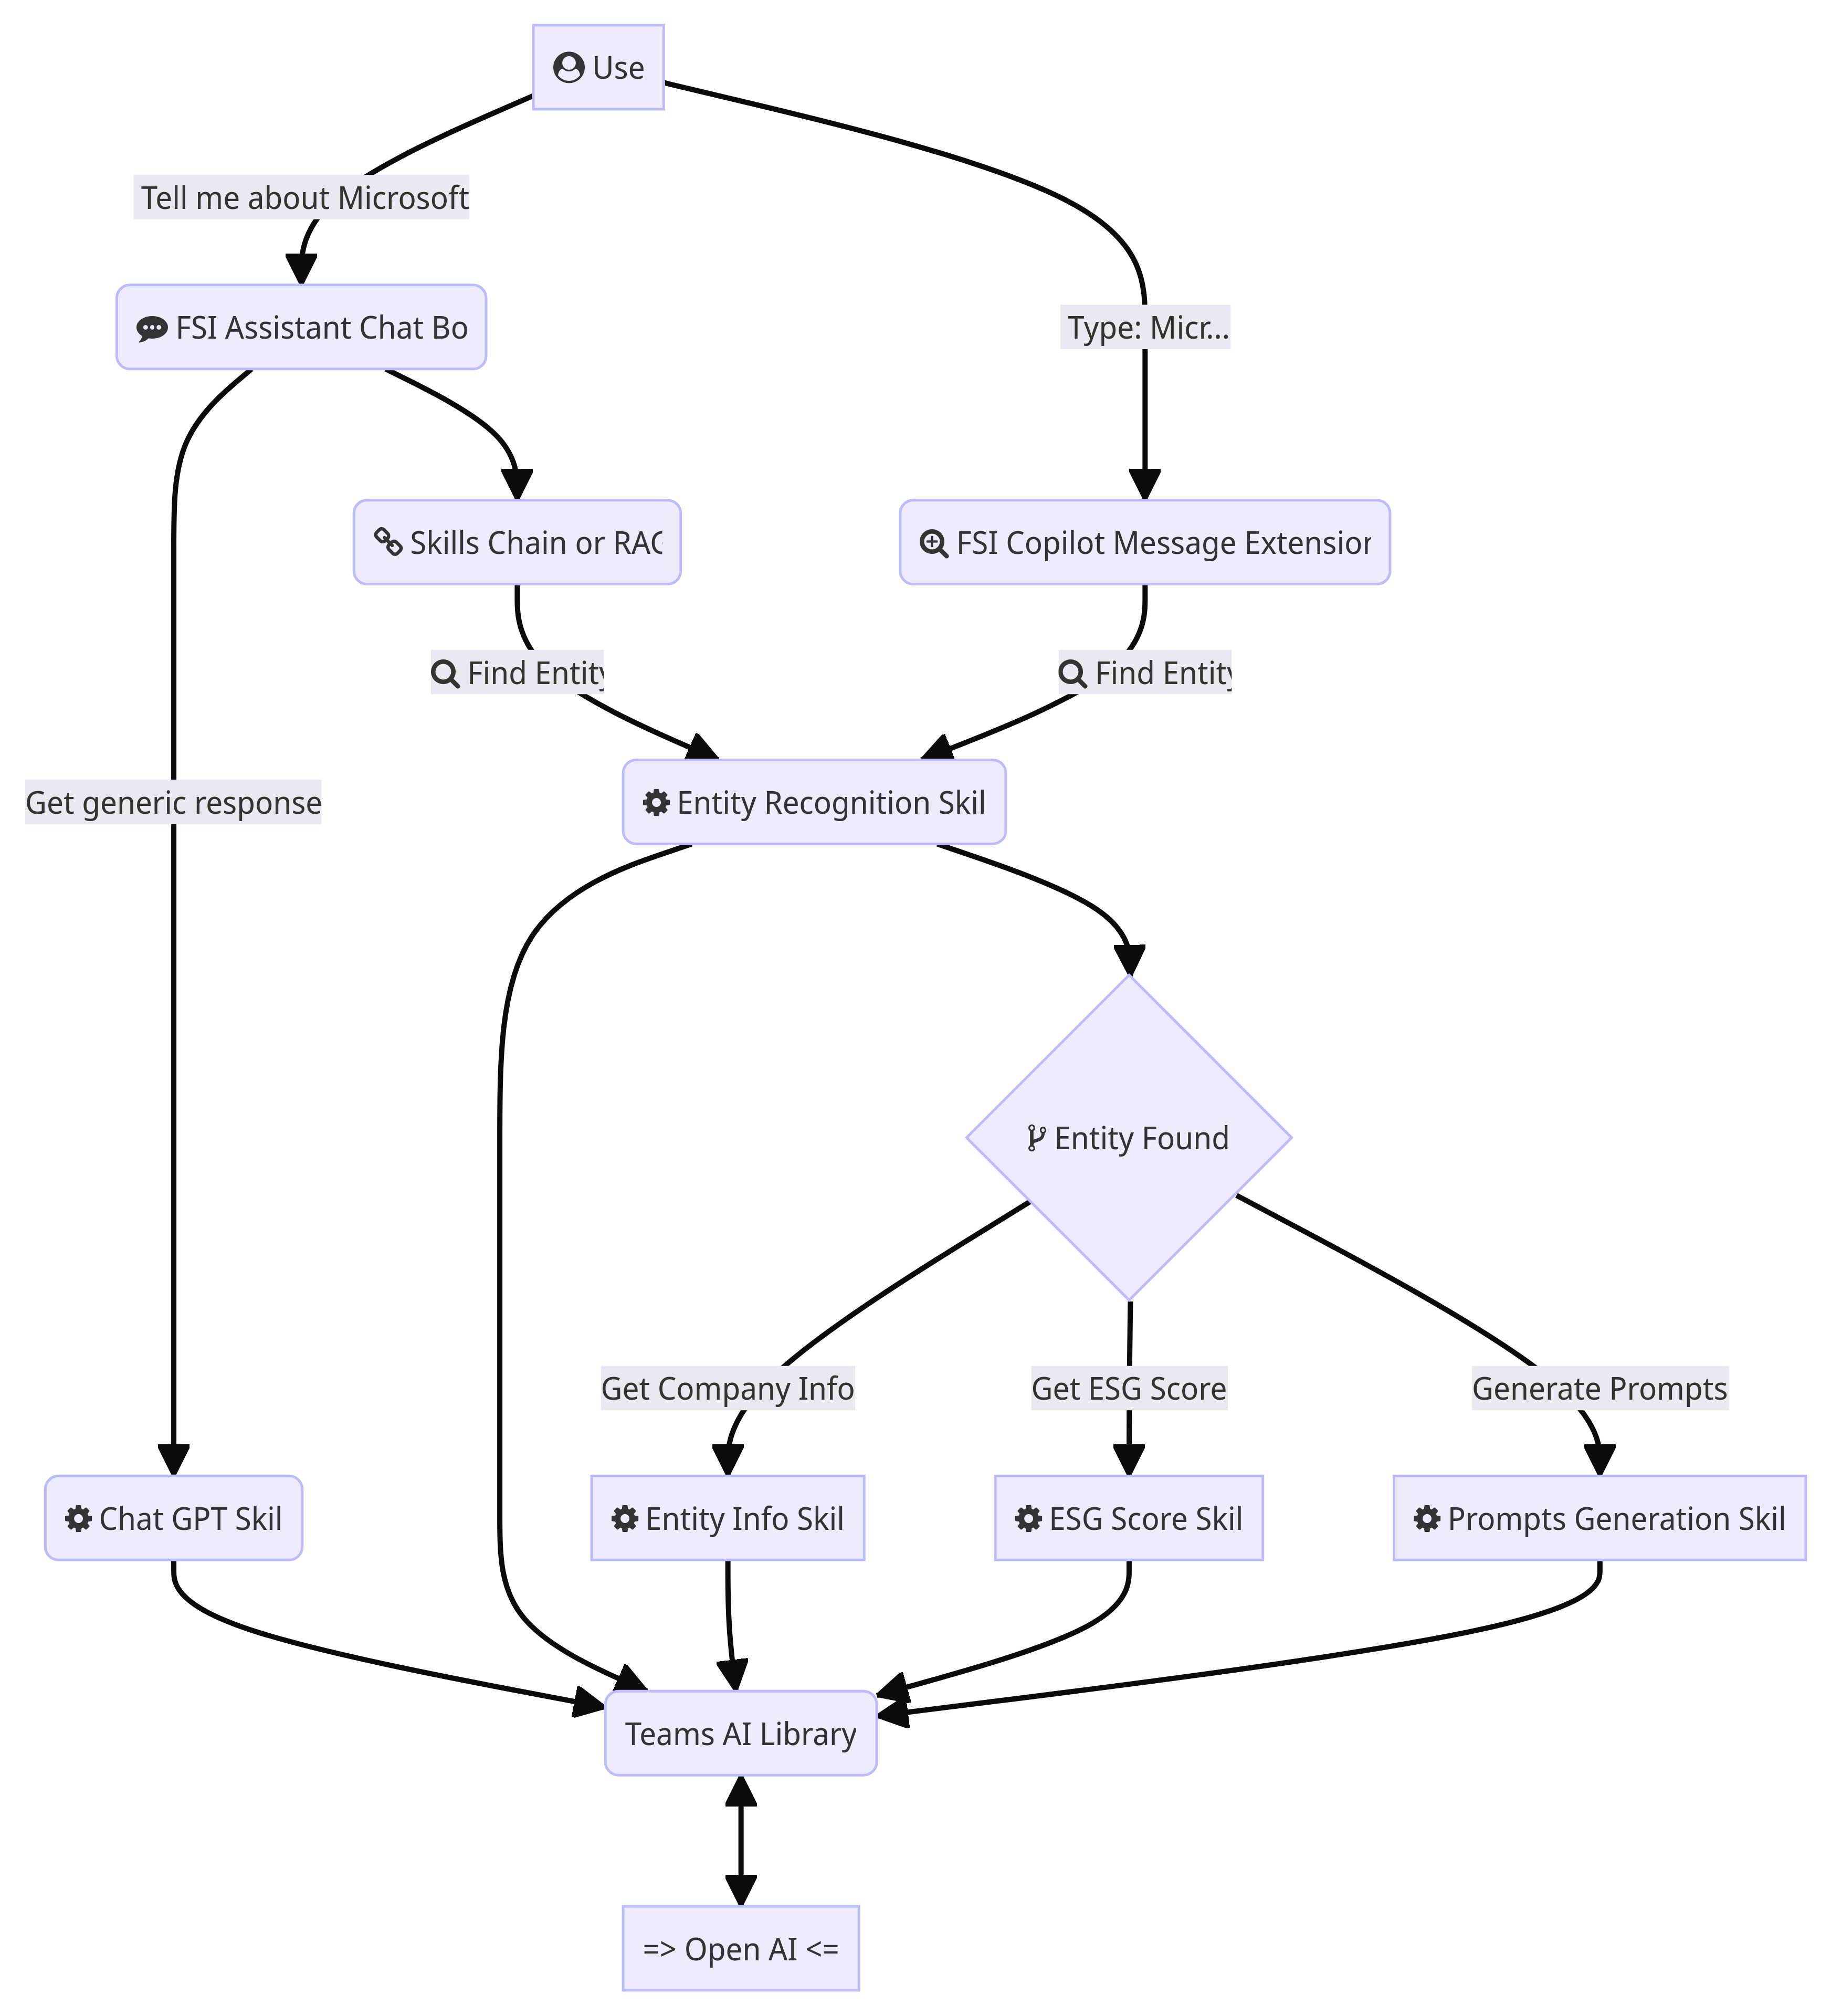 Use
Tell me about Microsoft
FSI Assistant Chat Bo
Type: Micr...
Skills Chain or RAG
FSI Copilot Message Extension
Find Entity
Find Entity
Get generic response
Entity Recognition Skil
Entity Found
Get Company Info
Get ESG Score
Generate Prompts
Chat GPT Skil
Entity Info Skil
ESG Score Skil
Prompts Generation Skil
Teams AI Library
=> Open AI <=